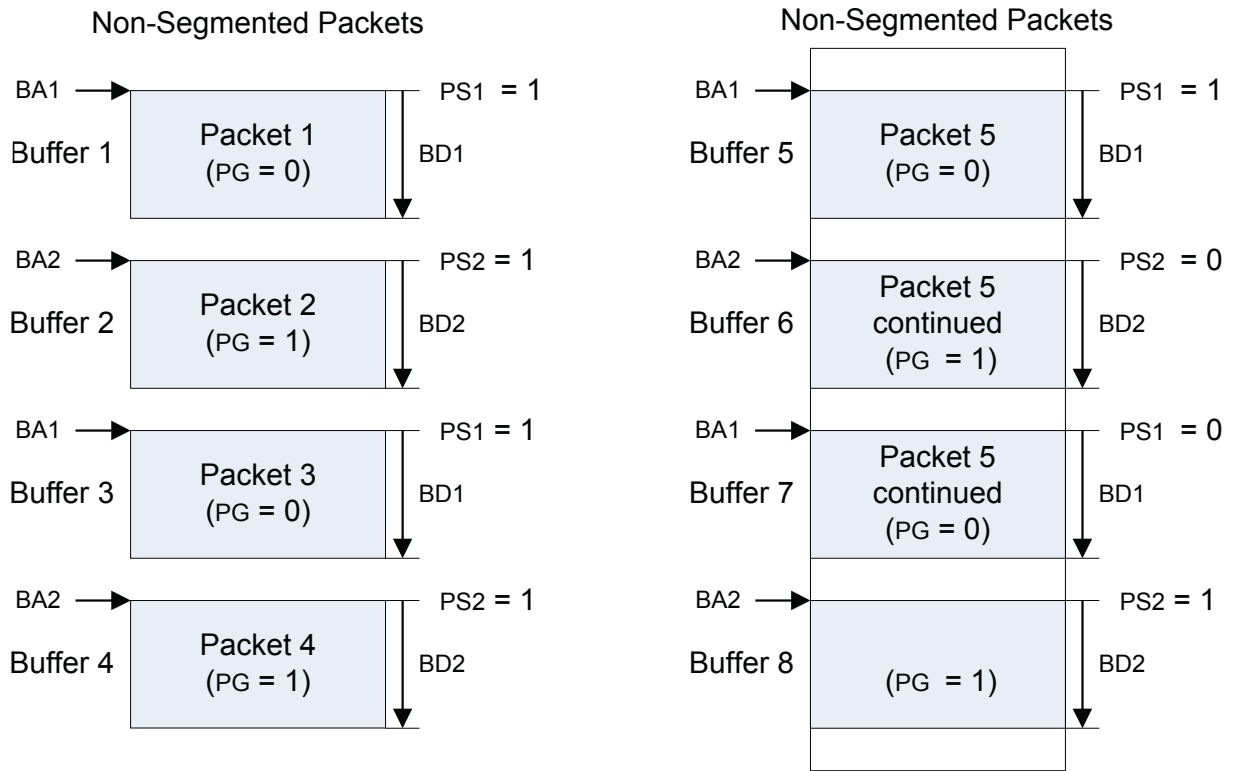 Non-Segmented Packets
BA1
PS1 = 1
Packet 1
(PG = 0)
Buffer 1
BD1
BA2
PS2 = 1
Packet 2
(PG = 1)
Buffer 2
BD2
BA1
PS1 = 1
Packet 3
(PG = 0)
Buffer 3
BD1
BA2
PS2 = 1
Packet 4
(PG = 1)
Buffer 4
BD2
Non-Segmented Packets
BA1
PS1 = 1
Packet 5
(PG = 0)
Buffer 5
BD1
BA2
PS2 = 0
Packet 5
continued
(PG = 1)
Buffer 6
BD2
BA1
PS1 = 0
Packet 5
continued
(PG = 0)
Buffer 7
BD1
BA2
PS2 = 1
Buffer 8
(PG = 1)
BD2